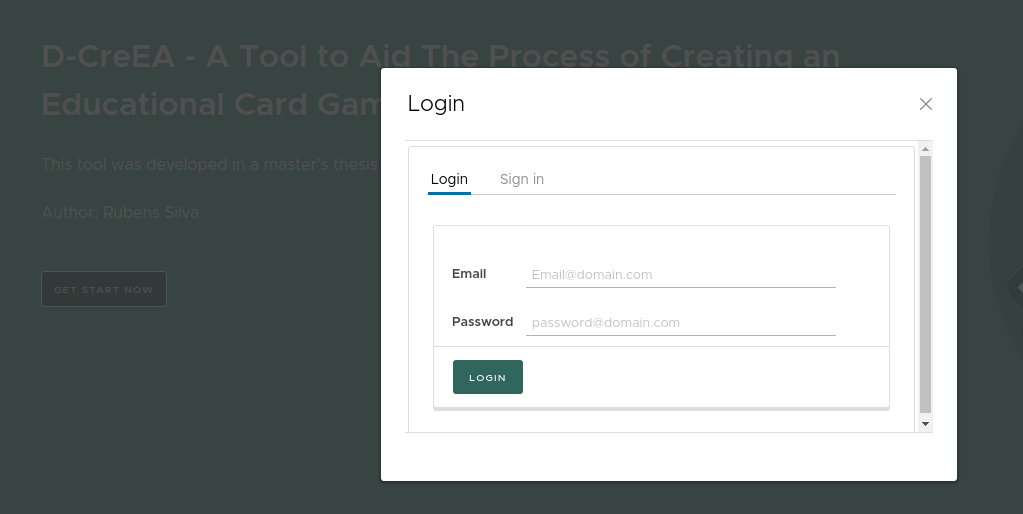 D-CreEA - A Tool to Aid The Process of Creating an
Educational Card Gam
This tool was developed in a master's thesis
Author: Rubens Silva
GET START NOW
Login
Login Sign in
Email Email@domain.com
Password password@domain.com
LOGIN